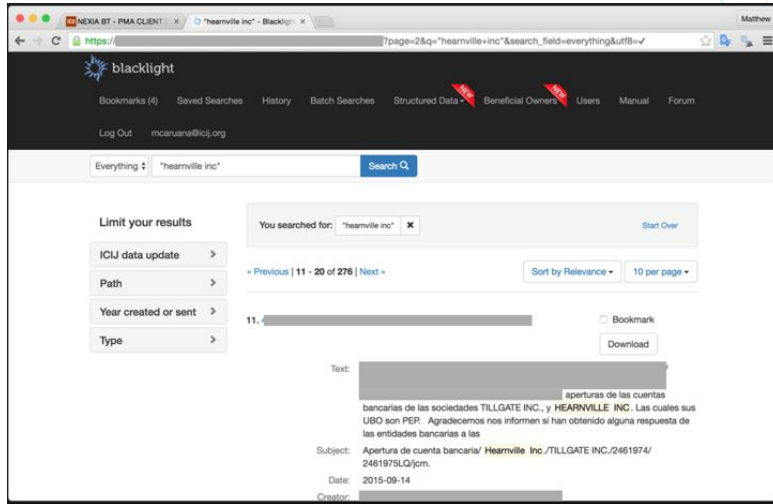 NEXIA BT - PMA CLIENT
"hearnville inc" - Blackligh
Matthew
https://
?page=2&q="hearnville+inc"&search_field=everything&utf8=✓
blacklight
Bookmarks (4) Saved Searches History Batch Searches Structured Data NEW Beneficial Owners NEW Users Manual Forum
Log Out mcaruana@icij.org
Everything "hearnville inc" Search
Limit your results
ICIJ data update
Path
Year created or sent
Type
You searched for: "hearnville inc" ✖ Start Over
« Previous | 11 - 20 of 276 | Next » Sort by Relevance 10 per page
11.
Bookmark
Download
Text:
aperturas de las cuentas
bancarias de las sociedades TILLGATE INC., y HEARNVILLE INC. Las cuales sus
UBO son PEP. Agradecemos nos informen si han obtenido alguna respuesta de
las entidades bancarias a las
Subject: Apertura de cuenta bancaria/ Hearnville Inc./TILLGATE INC./2461974/
2461975LQ/jcm.
Date: 2015-09-14
Creator: